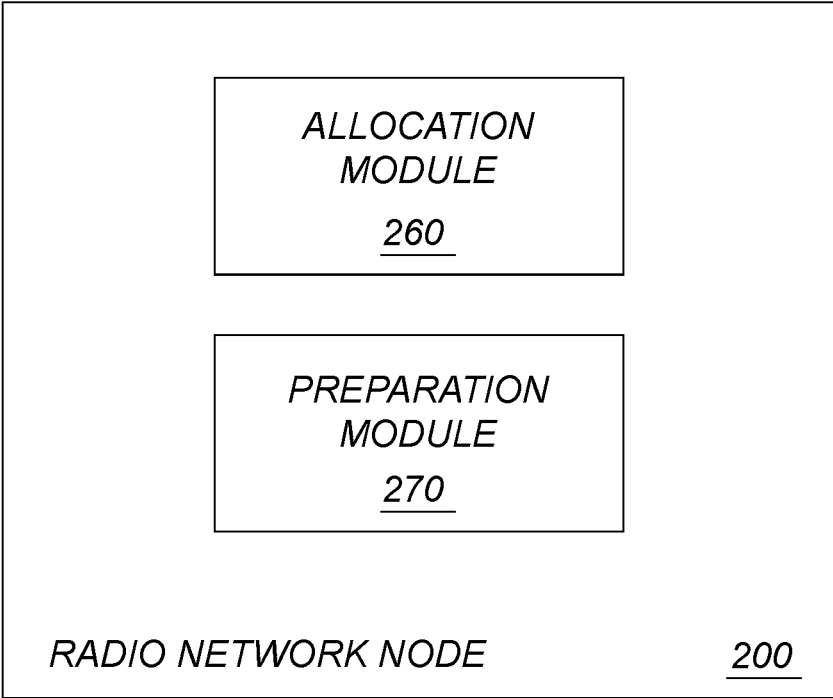 ALLOCATION
MODULE
260
PREPARATION
MODULE
270
RADIO NETWORK NODE 200